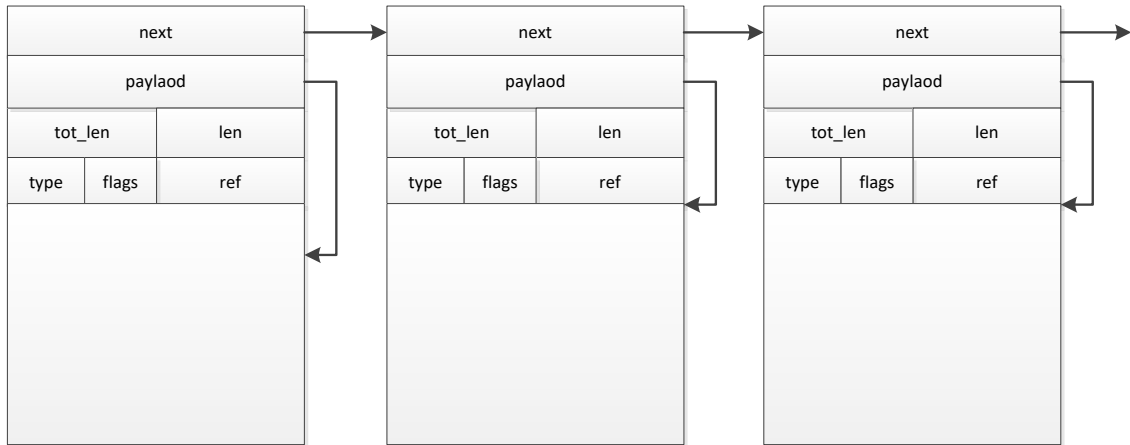 next next next
paylaod paylaod paylaod
tot_len len tot_len len tot_len len
type flags ref type flags ref type flags ref